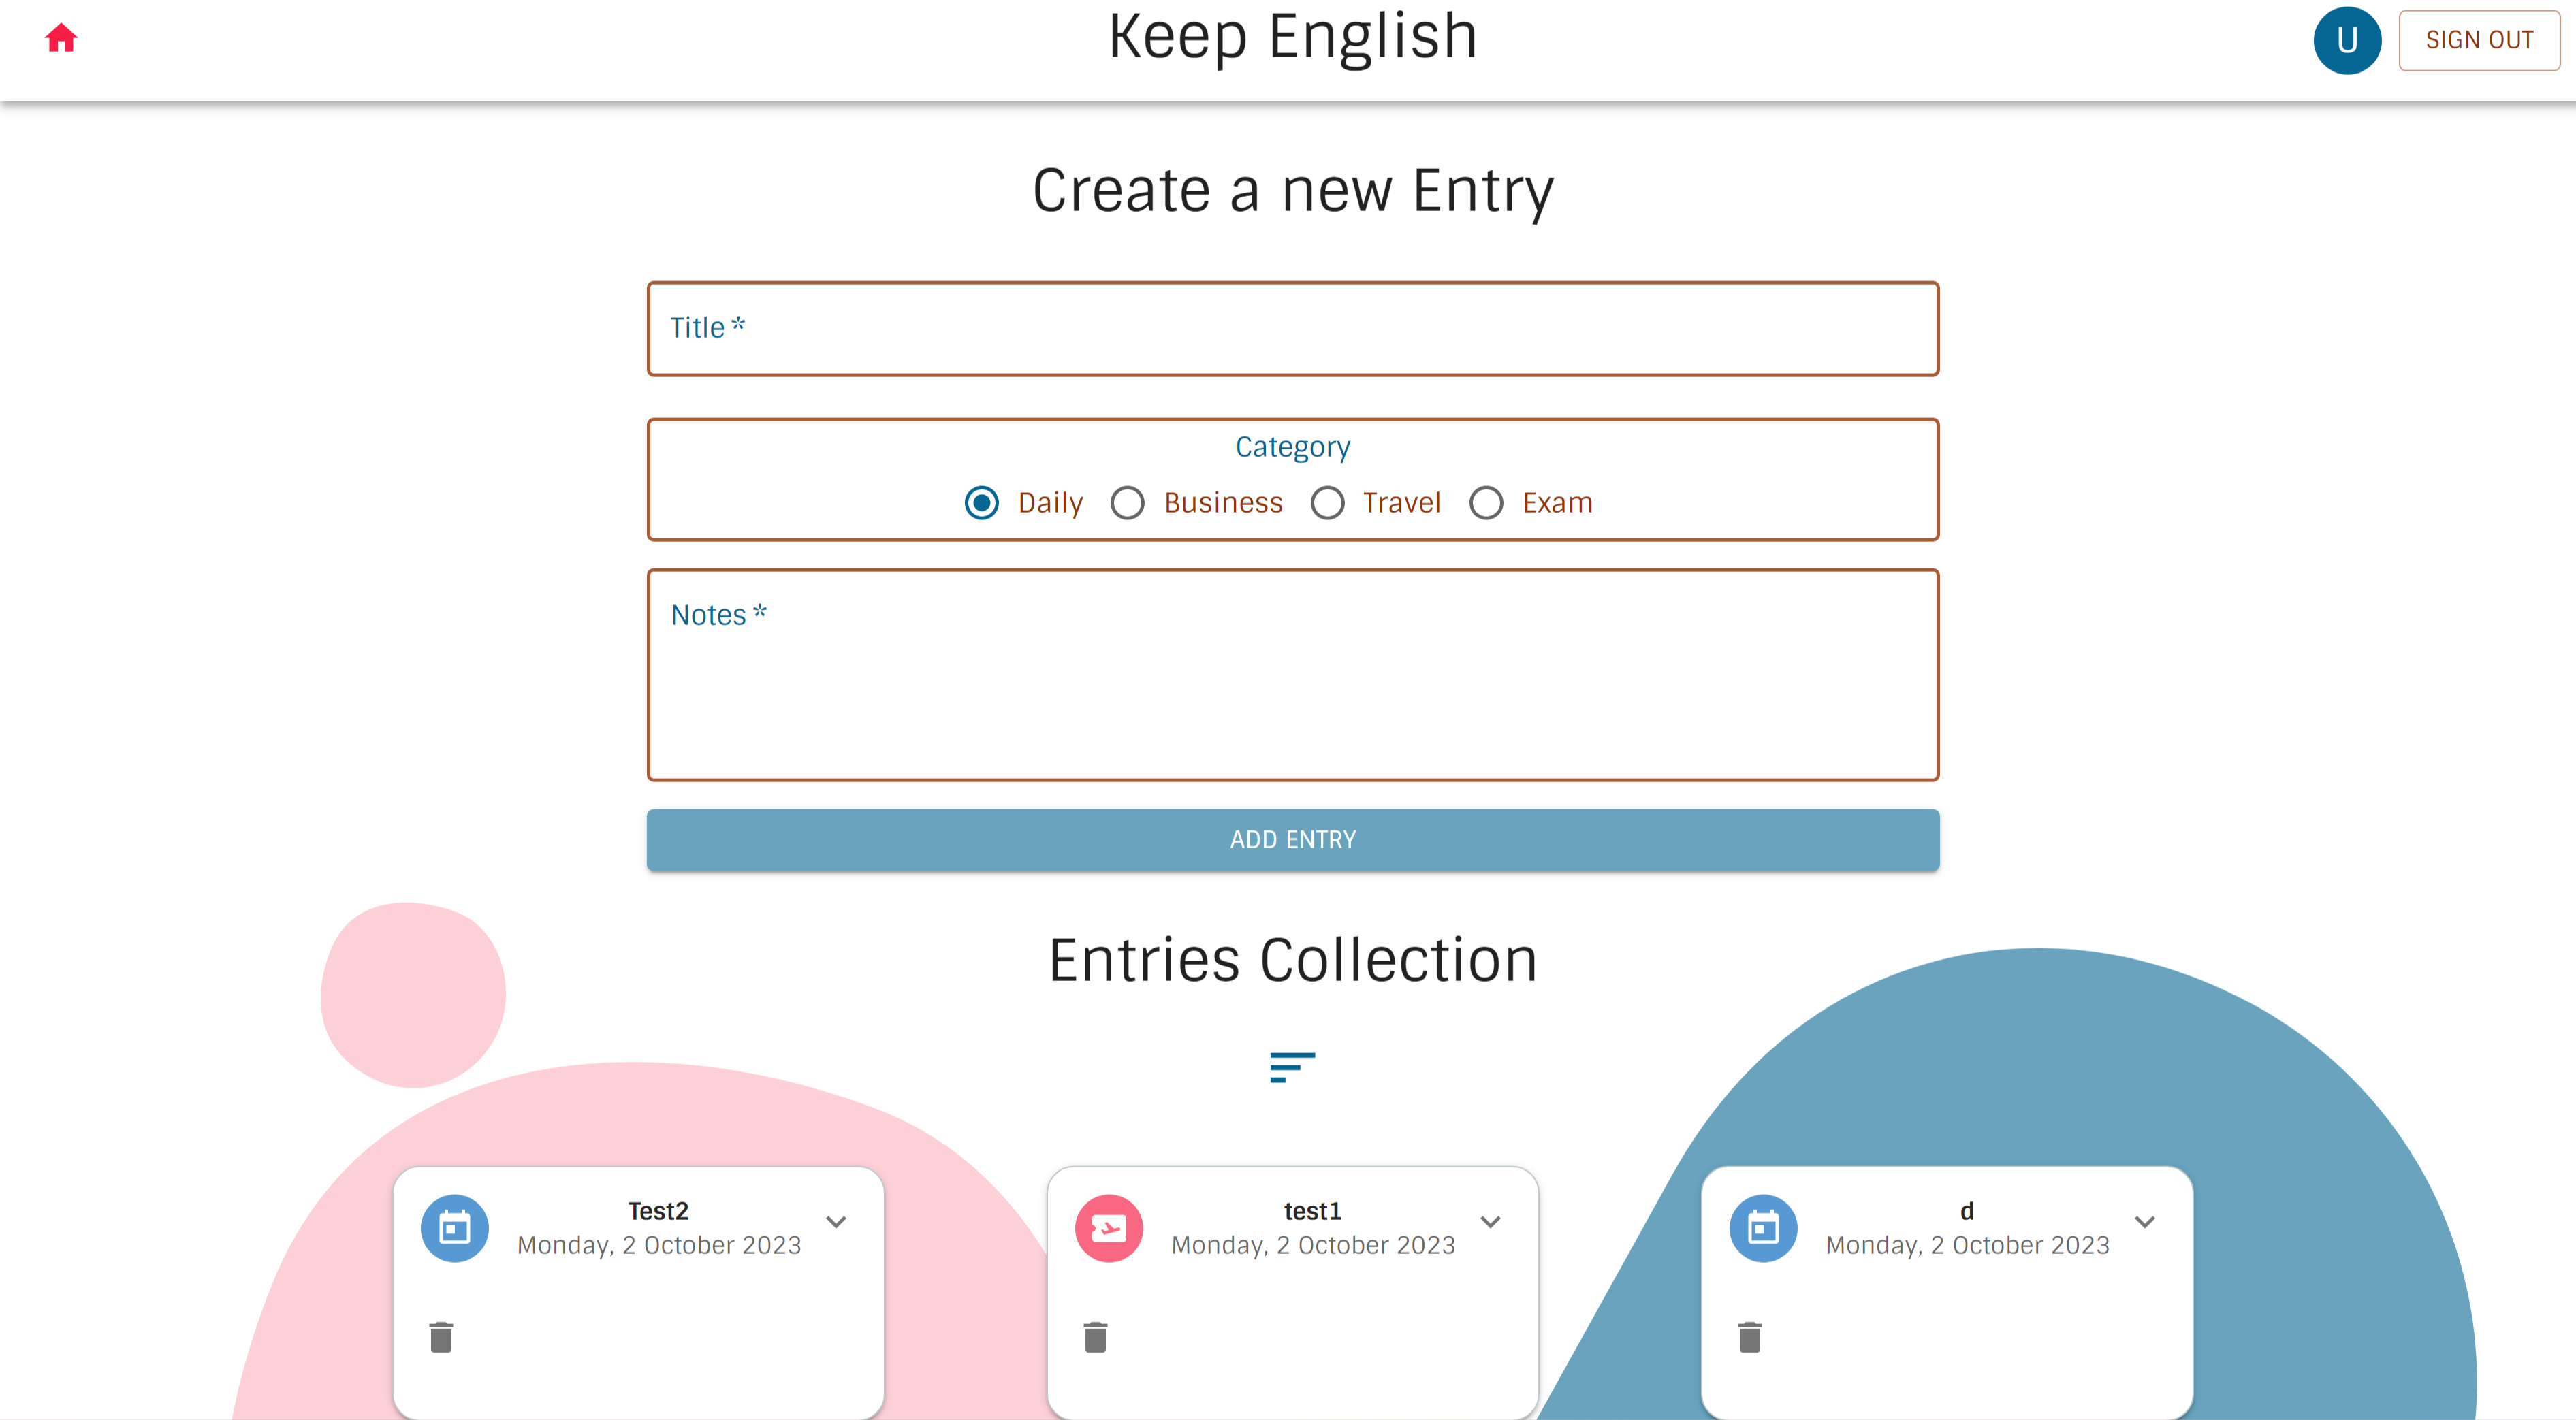 Keep English
U
SIGN OUT
Create a new Entry
Title *
Category
Daily Business Travel Exam
Notes *
ADD ENTRY
Entries Collection
Test2
Monday, 2 October 2023
test1
Monday, 2 October 2023
d
Monday, 2 October 2023